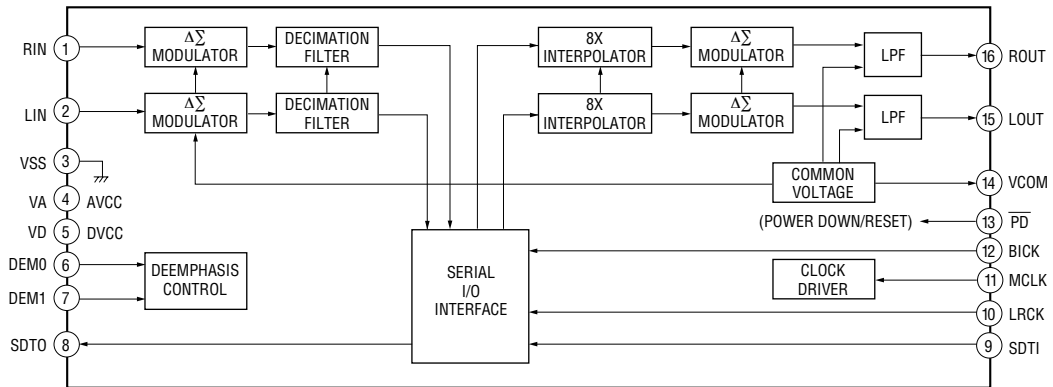 RIN 1 ΔΣ MODULATOR DECIMATION FILTER 8X INTERPOLATOR ΔΣ MODULATOR LPF 16 ROUT
LIN 2 ΔΣ MODULATOR DECIMATION FILTER 8X INTERPOLATOR ΔΣ MODULATOR LPF 15 LOUT
VSS 3
VA 4 AVCC
COMMON VOLTAGE 14 VCOM
VD 5 DVCC
(POWER DOWN/RESET) 13 PD
DEM0 6 DEEMPHASIS CONTROL
DEM1 7
SERIAL I/O INTERFACE
12 BICK
CLOCK DRIVER 11 MCLK
10 LRCK
SDTO 8
9 SDTI